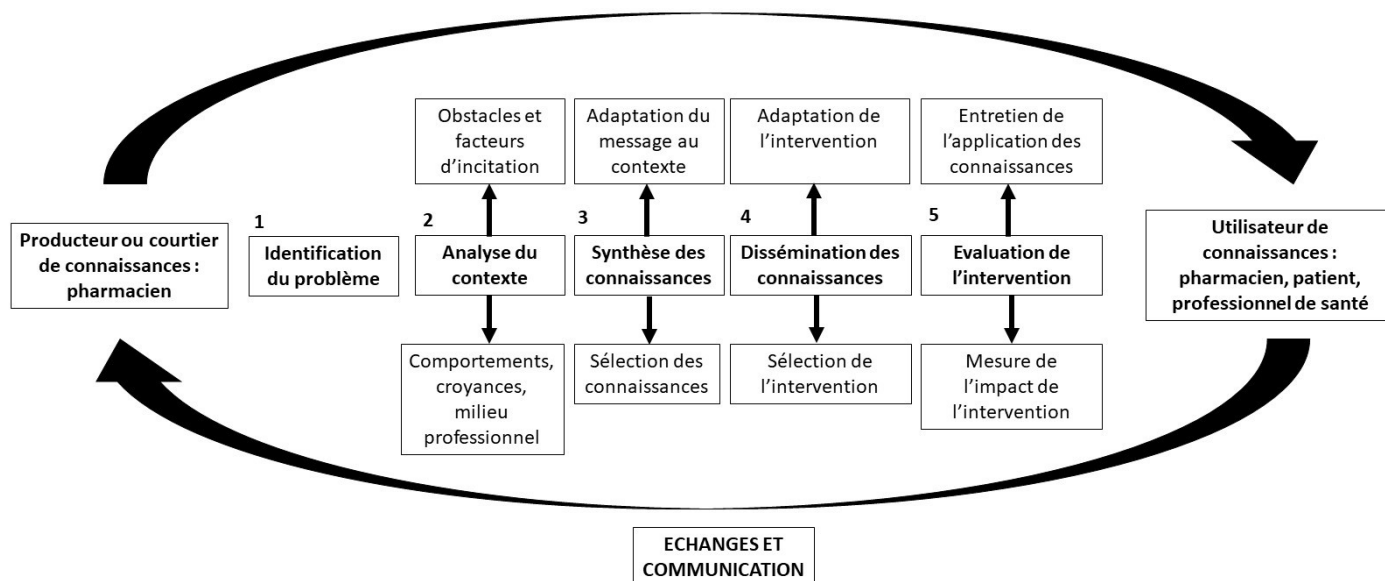 Producteur ou courtier
de connaissances :
pharmacien
1
Identification
du problème
Obstacles et
facteurs
d’incitation
2
Analyse du
contexte
Comportements,
croyances,
milieu
professionnel
Adaptation du
message au
contexte
3
Synthèse des
connaissances
Sélection des
connaissances
Adaptation de
l’intervention
4
Dissémination des
connaissances
Sélection de
l’intervention
Entretien de
l’application des
connaissances
5
Evaluation de
l’intervention
Mesure de
l’impact de
l’intervention
Utilisateur de
connaissances :
pharmacien, patient,
professionnel de santé
ECHANGES ET
COMMUNICATION